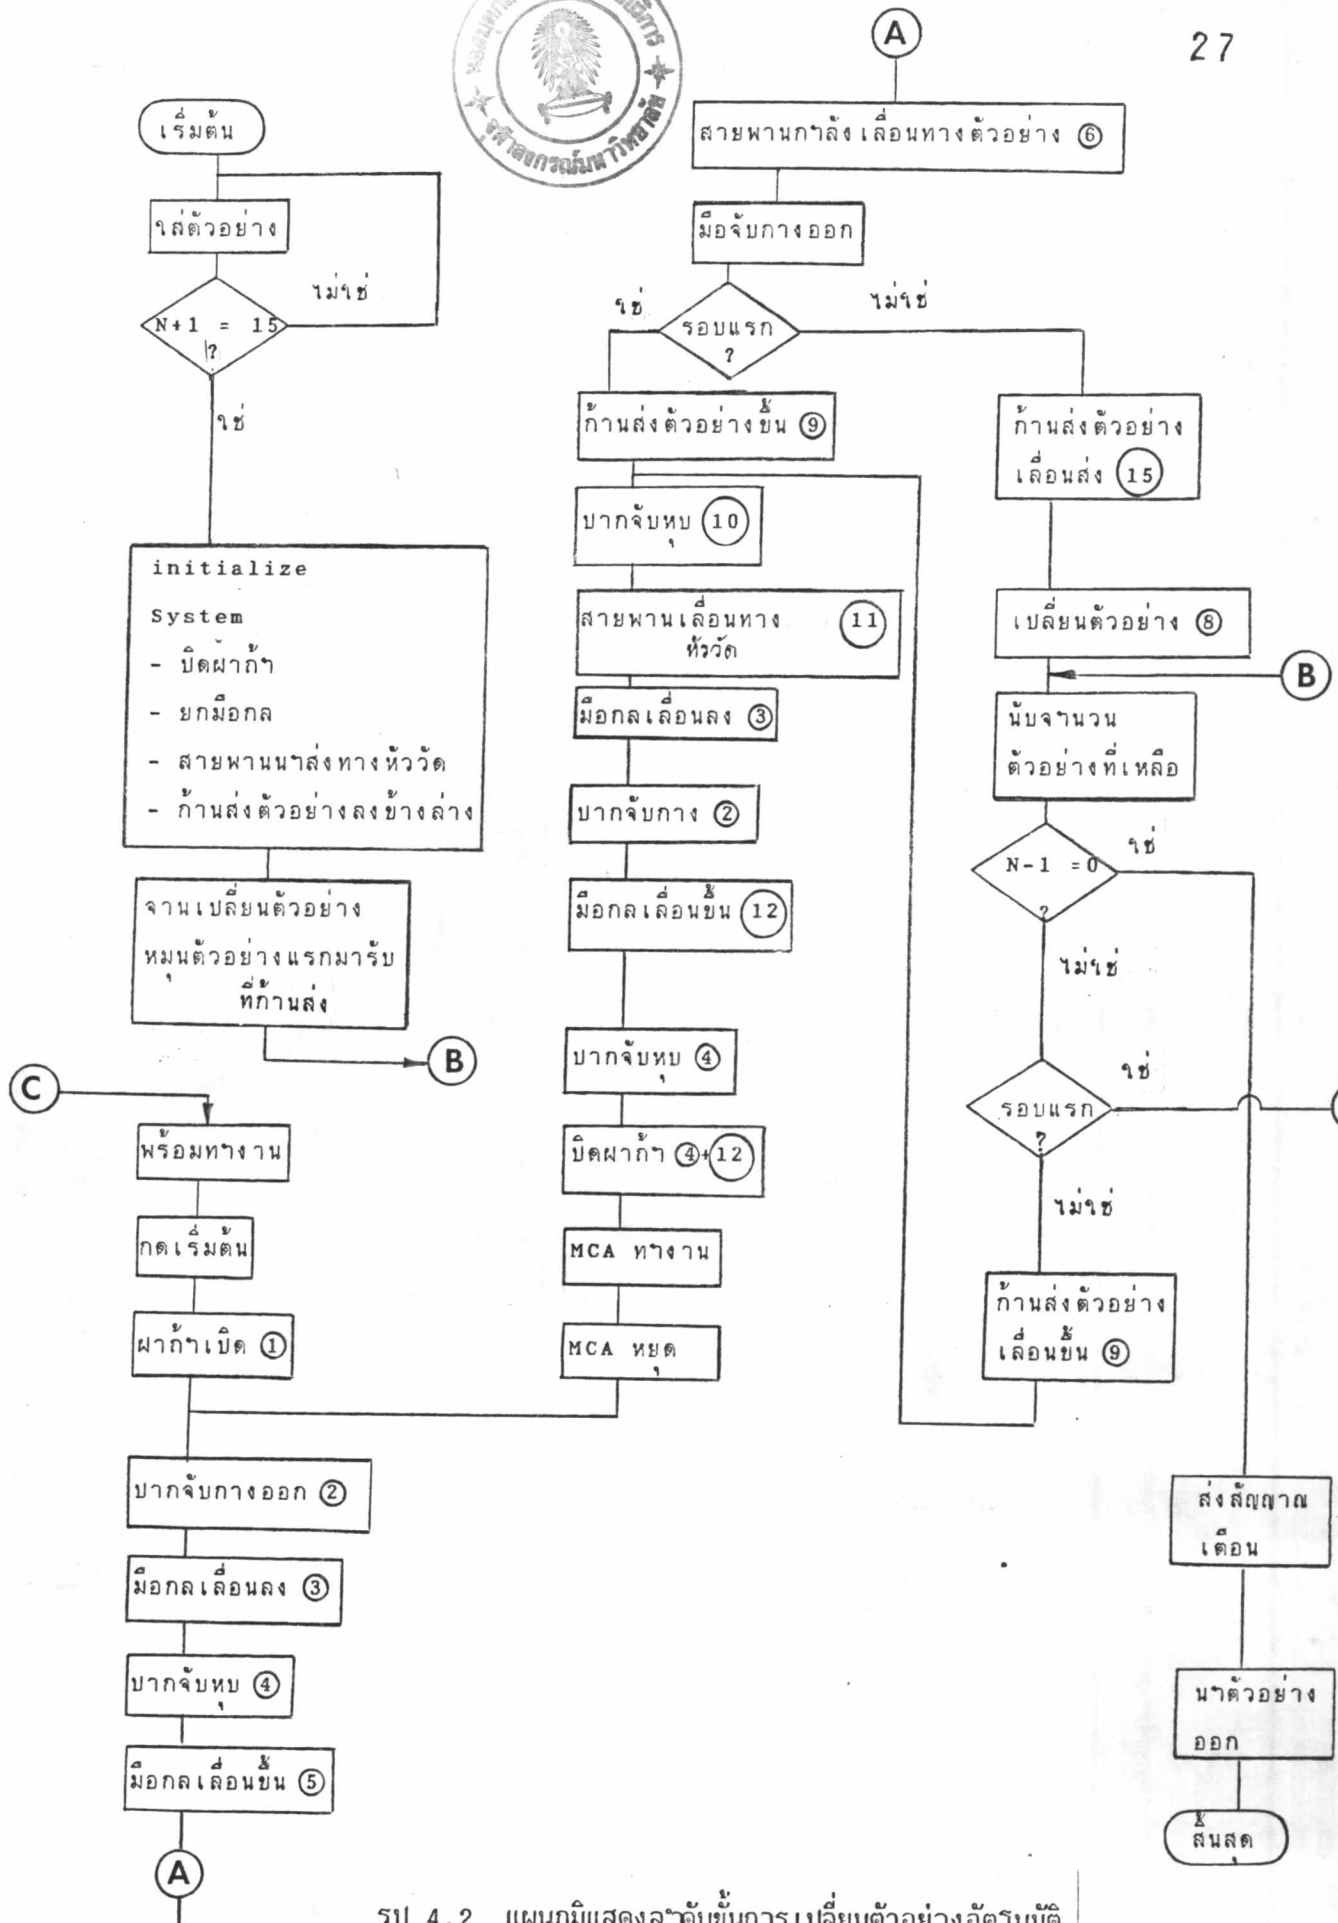 27
จุฬาลงกรณ์มหาวิทยาลัย
เริ่มต้น
ใส่ตัวอย่าง
N+1 = 15
?
ไม่ใช่
ใช่
initialize
System
- ปิดฝาถ้ำ
- ยกมือกล
- สายพานนำส่งทางหัววัด
- ก้านส่งตัวอย่างลงข้างล่าง
จานเปลี่ยนตัวอย่าง
หมุนตัวอย่างแรกมารับ
ที่ก้านส่ง
B
C
พร้อมทำงาน
กดเริ่มต้น
ฝาถ้ำเปิด ①
ปากจับกางออก ②
มือกลเลื่อนลง ③
ปากจับหุบ ④
มือกลเลื่อนขึ้น ⑤
A
A
สายพานกำลังเลื่อนทางตัวอย่าง ⑥
มือจับกางออก
รอบแรก
?
ใช่
ไม่ใช่
ก้านส่งตัวอย่างขึ้น ⑨
ปากจับหุบ ⑩
สายพานเลื่อนทาง ⑪
หัววัด
มือกลเลื่อนลง ③
ปากจับกาง ②
มือกลเลื่อนขึ้น ⑫
ปากจับหุบ ④
ปิดฝาถ้ำ ④+⑫
MCA ทำงาน
MCA หยุด
ก้านส่งตัวอย่าง
เลื่อนส่ง ⑮
เปลี่ยนตัวอย่าง ⑧
B
นับจำนวน
ตัวอย่างที่เหลือ
N-1 =0
?
ใช่
ไม่ใช่
รอบแรก
?
ใช่
ไม่ใช่
ก้านส่งตัวอย่าง
เลื่อนขึ้น ⑨
ส่งสัญญาณ
เตือน
นำตัวอย่าง
ออก
สิ้นสุด
รูป 4.2 แผนภูมิแสดงลำดับขั้นการเปลี่ยนตัวอย่างอัตโนมัติ